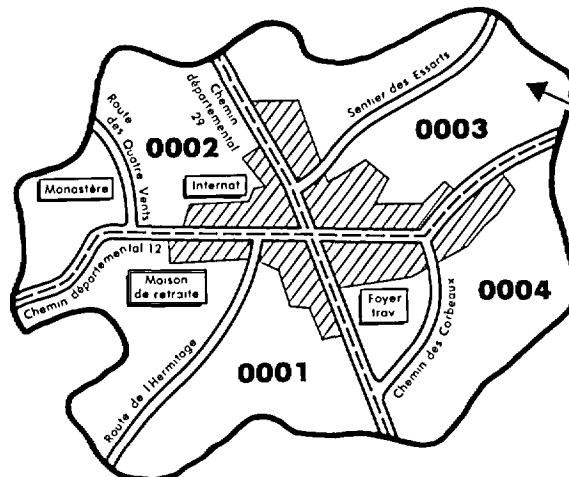 Sentier des Essarts
Chemin
départemental
29
Route
des Quatre Vents
0003
0002
Monastère
Internat
Chemin départemental 12
Maison
de retraite
0004
Foyer
trav
Chemin des Corbeaux
0001
Route de l'Hermitage